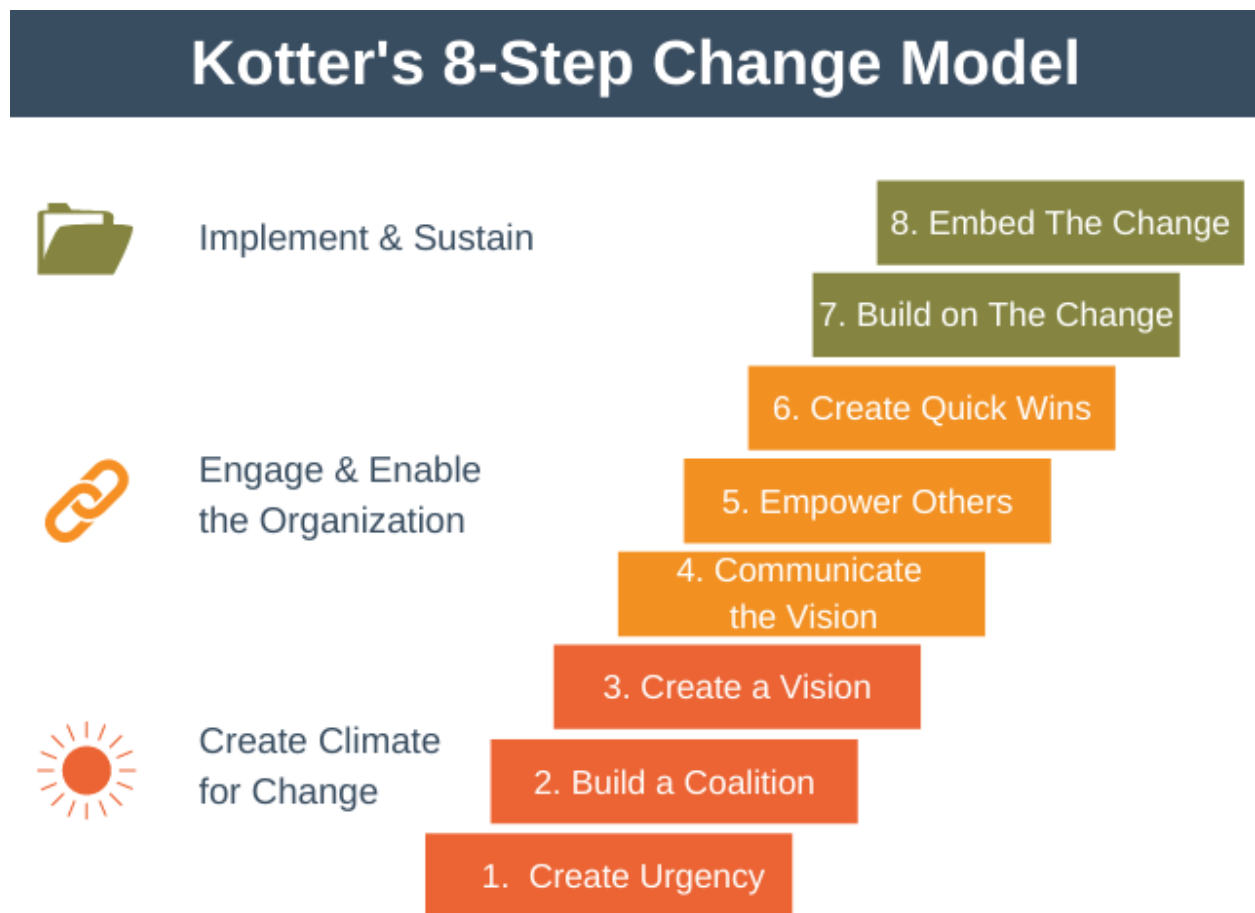 Kotter's 8-Step Change Model
Implement & Sustain
8. Embed The Change
7. Build on The Change
6. Create Quick Wins
Engage & Enable
the Organization
5. Empower Others
4. Communicate
the Vision
3. Create a Vision
Create Climate
for Change
2. Build a Coalition
1. Create Urgency